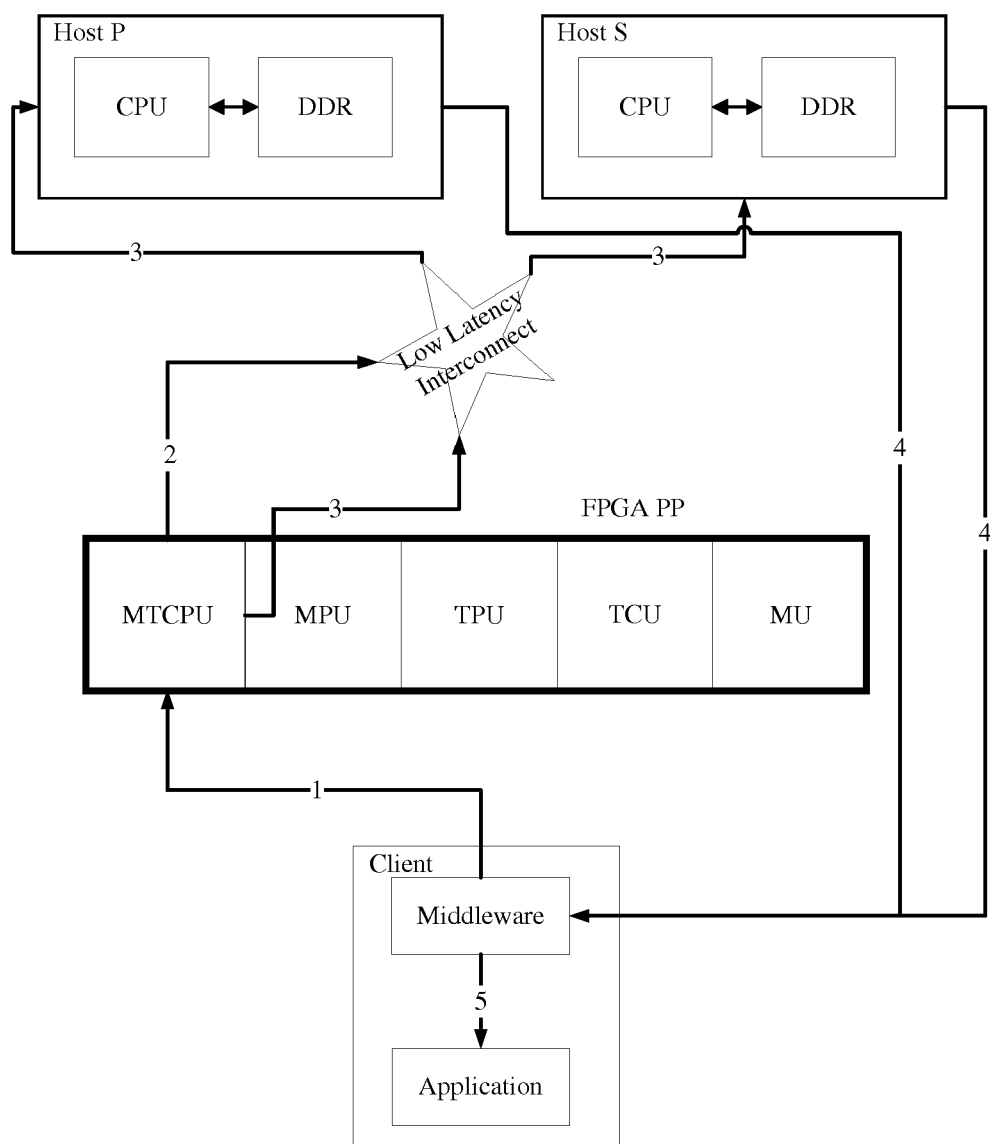 Host P
Host S
CPU
DDR
CPU
DDR
3
3
Low Latency
Interconnect
2
4
3
FPGA PP
4
MTCPU
MPU
TPU
TCU
MU
1
Client
Middleware
5
Application